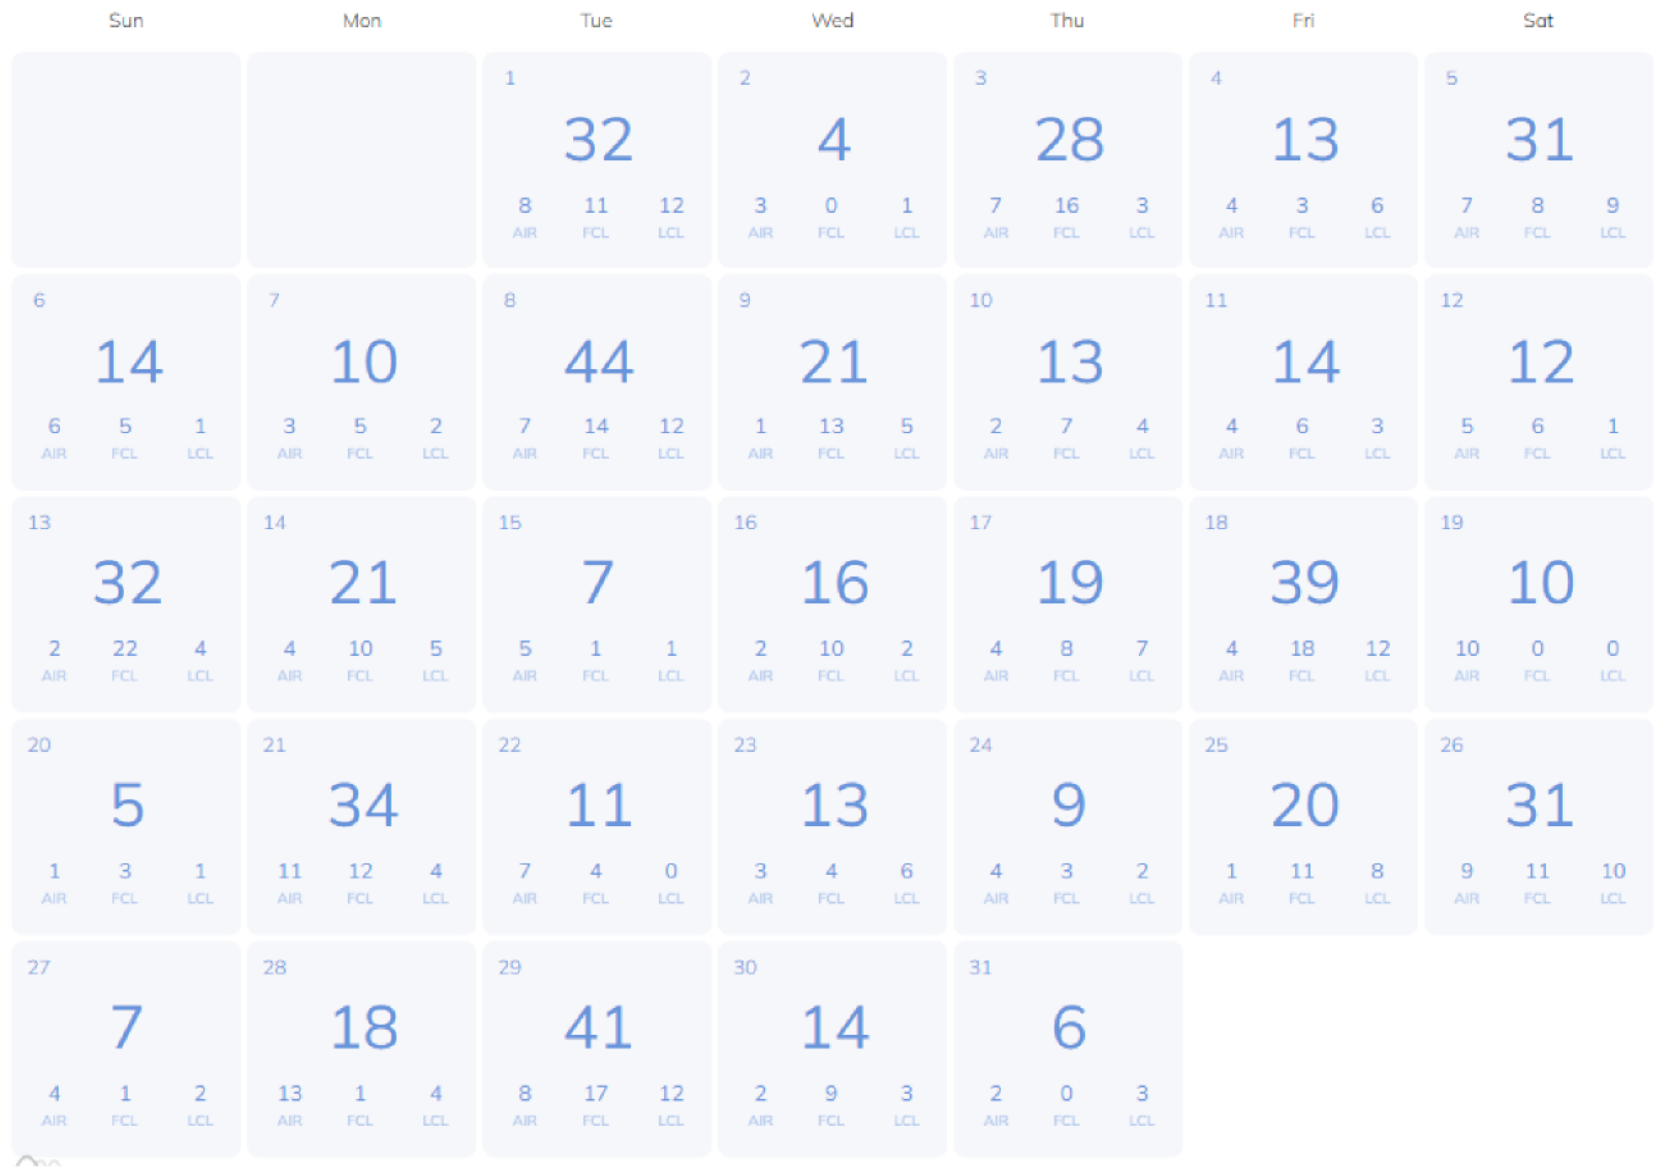 Sun Mon Tue Wed Thu Fri Sat
1 2 3 4 5
32 4 28 13 31
8 11 12 3 0 1 7 16 3 4 3 6 7 8 9
AIR FCL LCL AIR FCL LCL AIR FCL LCL AIR FCL LCL AIR FCL LCL
6 7 8 9 10 11 12
14 10 44 21 13 14 12
6 5 1 3 5 2 7 14 12 1 13 5 2 7 4 4 6 3 5 6 1
AIR FCL LCL AIR FCL LCL AIR FCL LCL AIR FCL LCL AIR FCL LCL AIR FCL LCL AIR FCL LCL
13 14 15 16 17 18 19
32 21 7 16 19 39 10
2 22 4 4 10 5 5 1 1 2 10 2 4 8 7 4 18 12 10 0 0
AIR FCL LCL AIR FCL LCL AIR FCL LCL AIR FCL LCL AIR FCL LCL AIR FCL LCL AIR FCL LCL
20 21 22 23 24 25 26
5 34 11 13 9 20 31
1 3 1 11 12 4 7 4 0 3 4 6 4 3 2 1 11 8 9 11 10
AIR FCL LCL AIR FCL LCL AIR FCL LCL AIR FCL LCL AIR FCL LCL AIR FCL LCL AIR FCL LCL
27 28 29 30 31
7 18 41 14 6
4 1 2 13 1 4 8 17 12 2 9 3 2 0 3
AIR FCL LCL AIR FCL LCL AIR FCL LCL AIR FCL LCL AIR FCL LCL